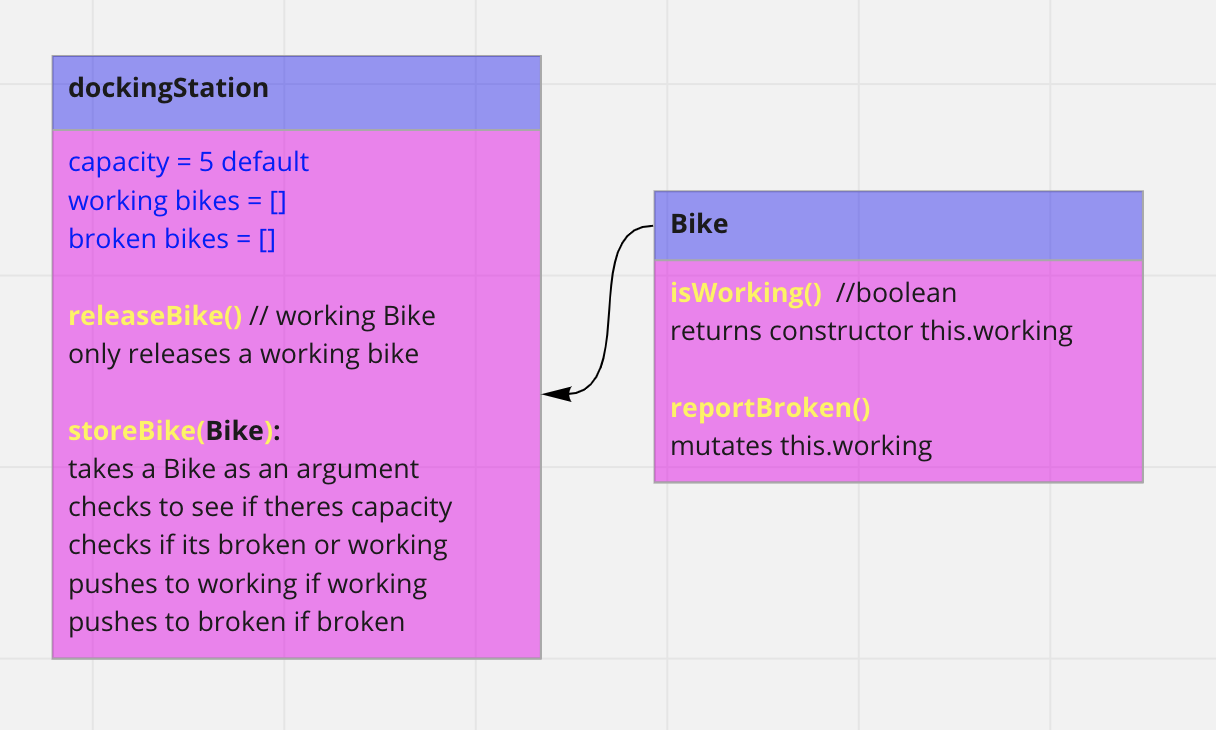 dockingStation
capacity = 5 default
working bikes = []
broken bikes = []
releaseBike() // working Bike
only releases a working bike
storeBike(Bike):
takes a Bike as an argument
checks to see if theres capacity
checks if its broken or working
pushes to working if working
pushes to broken if broken
Bike
isWorking()  //boolean
returns constructor this.working
reportBroken()
mutates this.working